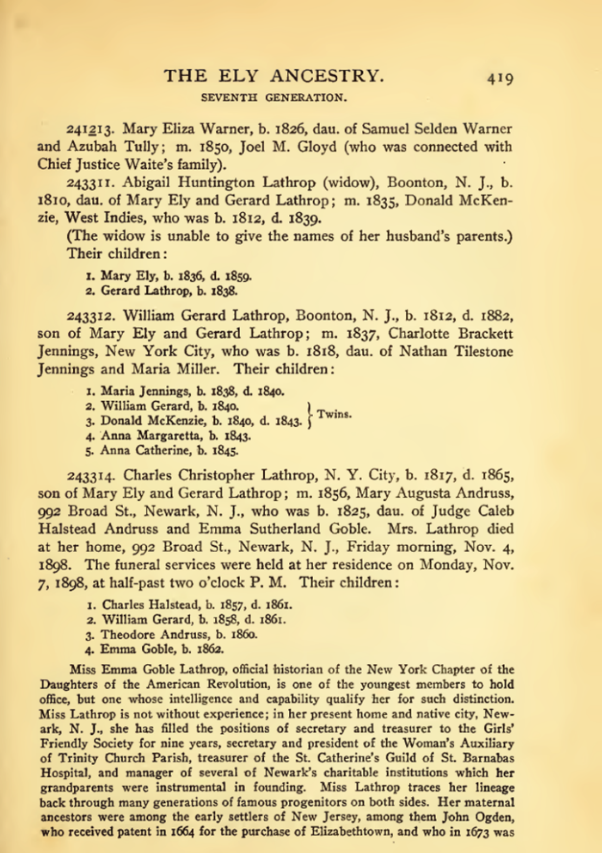 THE ELY ANCESTRY. 419
SEVENTH GENERATION.
241213. Mary Eliza Warner, b. 1826, dau. of Samuel Selden Warner
and Azubah Tully; m. 1850, Joel M. Gloyd (who was connected with
Chief Justice Waite's family).
243311. Abigail Huntington Lathrop (widow), Boonton, N. J., b.
1810, dau. of Mary Ely and Gerard Lathrop; m. 1835, Donald McKen-
zie, West Indies, who was b. 1812, d. 1839.
(The widow is unable to give the names of her husband's parents.)
Their children:
1. Mary Ely, b. 1836, d. 1859.
2. Gerard Lathrop, b. 1838.
243312. William Gerard Lathrop, Boonton, N. J., b. 1812, d. 1882,
son of Mary Ely and Gerard Lathrop; m. 1837, Charlotte Brackett
Jennings, New York City, who was b. 1818, dau. of Nathan Tilestone
Jennings and Maria Miller. Their children:
1. Maria Jennings, b. 1838, d. 1840.
2. William Gerard, b. 1840.
3. Donald McKenzie, b. 1840, d. 1843. } Twins.
4. Anna Margaretta, b. 1843.
5. Anna Catherine, b. 1845.
243314. Charles Christopher Lathrop, N. Y. City, b. 1817, d. 1865,
son of Mary Ely and Gerard Lathrop; m. 1856, Mary Augusta Andruss,
992 Broad St., Newark, N. J., who was b. 1825, dau. of Judge Caleb
Halstead Andruss and Emma Sutherland Goble. Mrs. Lathrop died
at her home, 992 Broad St., Newark, N. J., Friday morning, Nov. 4,
1898. The funeral services were held at her residence on Monday, Nov.
7, 1898, at half-past two o'clock P. M. Their children:
1. Charles Halstead, b. 1857, d. 1861.
2. William Gerard, b. 1858, d. 1861.
3. Theodore Andruss, b. 1860.
4. Emma Goble, b. 1862.
Miss Emma Goble Lathrop, official historian of the New York Chapter of the
Daughters of the American Revolution, is one of the youngest members to hold
office, but one whose intelligence and capability qualify her for such distinction.
Miss Lathrop is not without experience; in her present home and native city, New-
ark, N. J., she has filled the positions of secretary and treasurer to the Girls'
Friendly Society for nine years, secretary and president of the Woman's Auxiliary
of Trinity Church Parish, treasurer of the St. Catherine's Guild of St. Barnabas
Hospital, and manager of several of Newark's charitable institutions which her
grandparents were instrumental in founding. Miss Lathrop traces her lineage
back through many generations of famous progenitors on both sides. Her maternal
ancestors were among the early settlers of New Jersey, among them John Ogden,
who received patent in 1664 for the purchase of Elizabethtown, and who in 1673 was